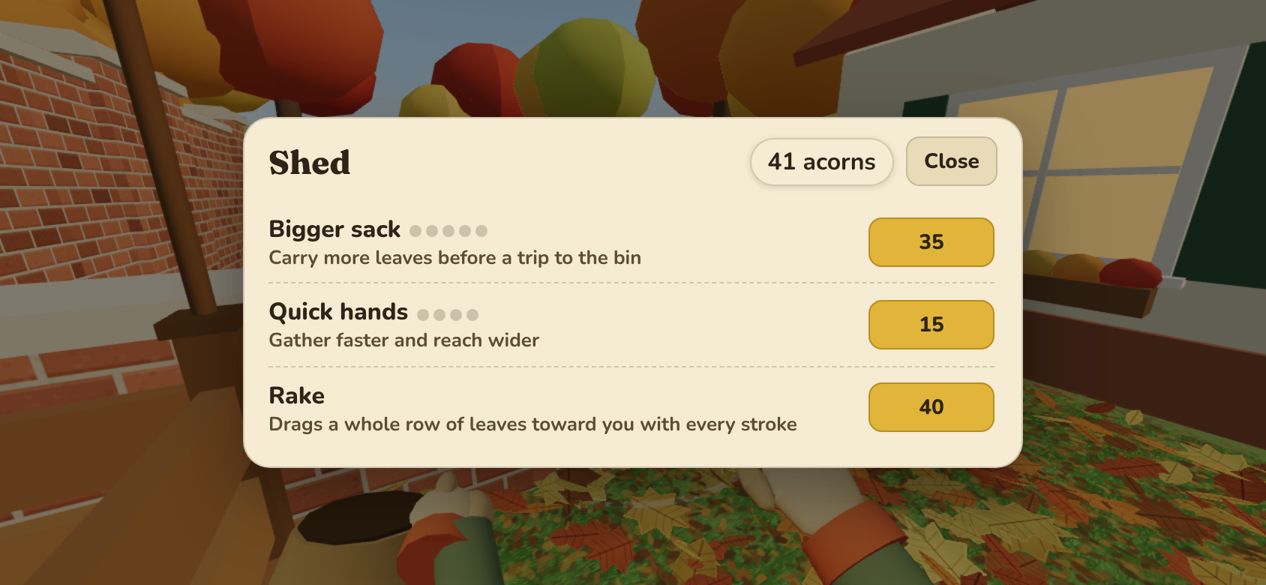 Shed
41 acorns
Close
Bigger sack
Carry more leaves before a trip to the bin
35
Quick hands
Gather faster and reach wider
15
Rake
Drags a whole row of leaves toward you with every stroke
40